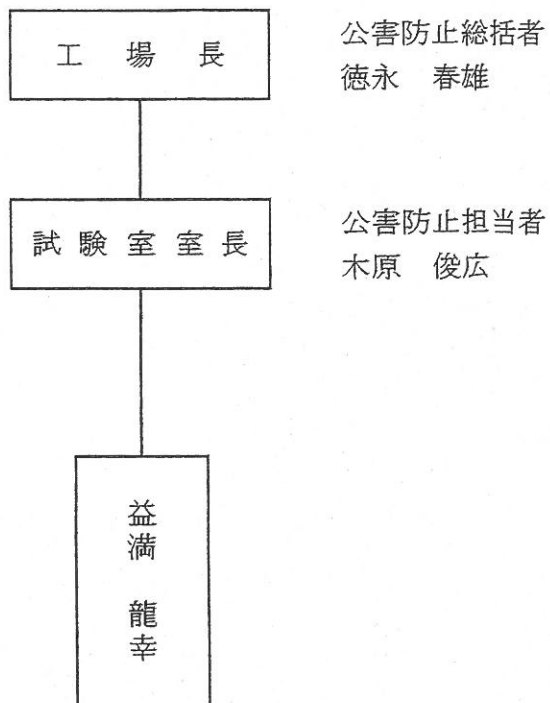 工場長
公害防止総括者
徳永　春雄
試験室室長
公害防止担当者
木原　俊広
益満　龍幸